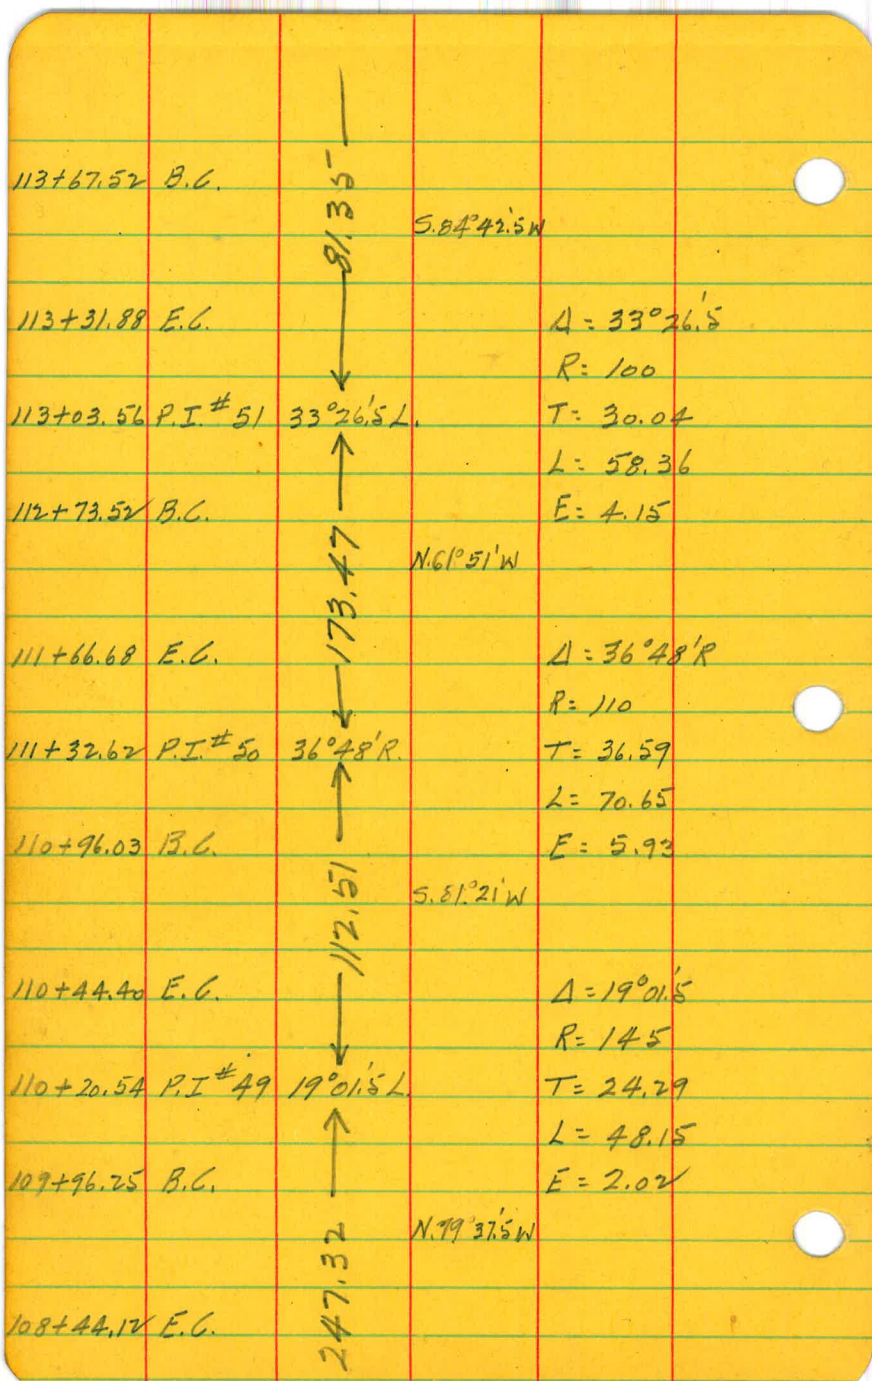 113+67.52 B.C.
81.35
S.84°42.'5W
113+31.88 E.C. Δ = 33°26.'5
R = 100
113+03.56 P.I. #51 33°26.'5 L. T = 30.04
L = 58.36
112+73.52 B.C. E = 4.15
173.47
N.61°51'W
111+66.68 E.C. Δ = 36°48'R
R = 110
111+32.62 P.I. #50 36°48'R. T = 36.59
L = 70.65
110+96.03 B.C. E = 5.93
112.51
S.81°21'W
110+44.40 E.C. Δ = 19°01.'5
R = 145
110+20.54 P.I #49 19°01.'5 L. T = 24.29
L = 48.15
109+96.25 B.C. E = 2.02
247.32
N.79°37.'5W
108+44.12 E.C.